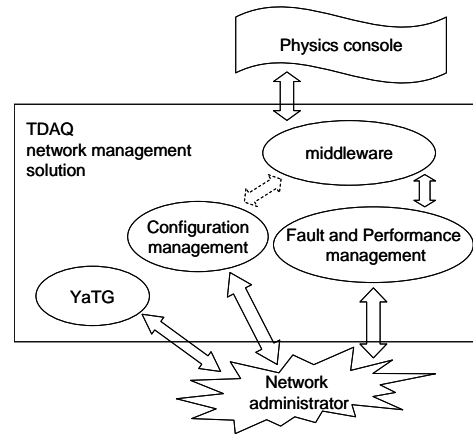 Physics console
TDAQ
network management
solution
middleware
Configuration
management
Fault and Performance
management
YaTG
Network
administrator